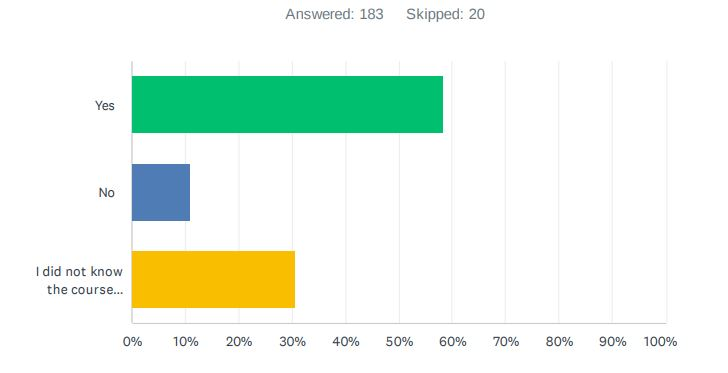 Answered: 183 Skipped: 20
Yes
No
I did not know
the course...
0% 10% 20% 30% 40% 50% 60% 70% 80% 90% 100%